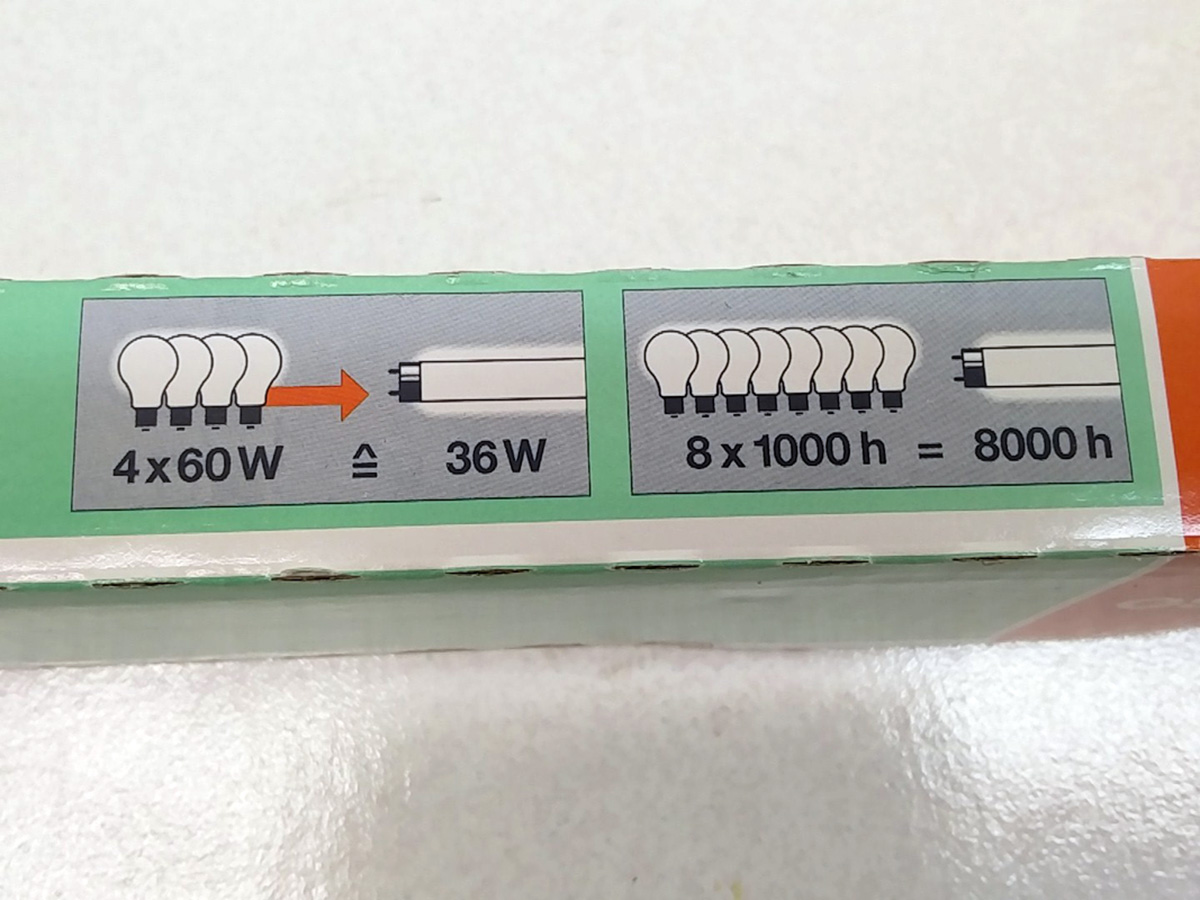 4 x 60 W ≙ 36 W
8 x 1000 h = 8000 h